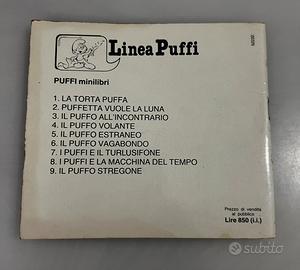 Linea Puffi
PUFFI minilibri
1. LA TORTA PUFFA
2. PUFFETTA VUOLE LA LUNA
3. IL PUFFO ALL'INCONTRARIO
4. IL PUFFO VOLANTE
5. IL PUFFO ESTRANEO
6. IL PUFFO VAGABONDO
7. I PUFFI E IL TURLUSIFONE
8. I PUFFI E LA MACCHINA DEL TEMPO
9. IL PUFFO STREGONE
Prezzo di vendita
al pubblico
Lire 850 (i.i.)
subito